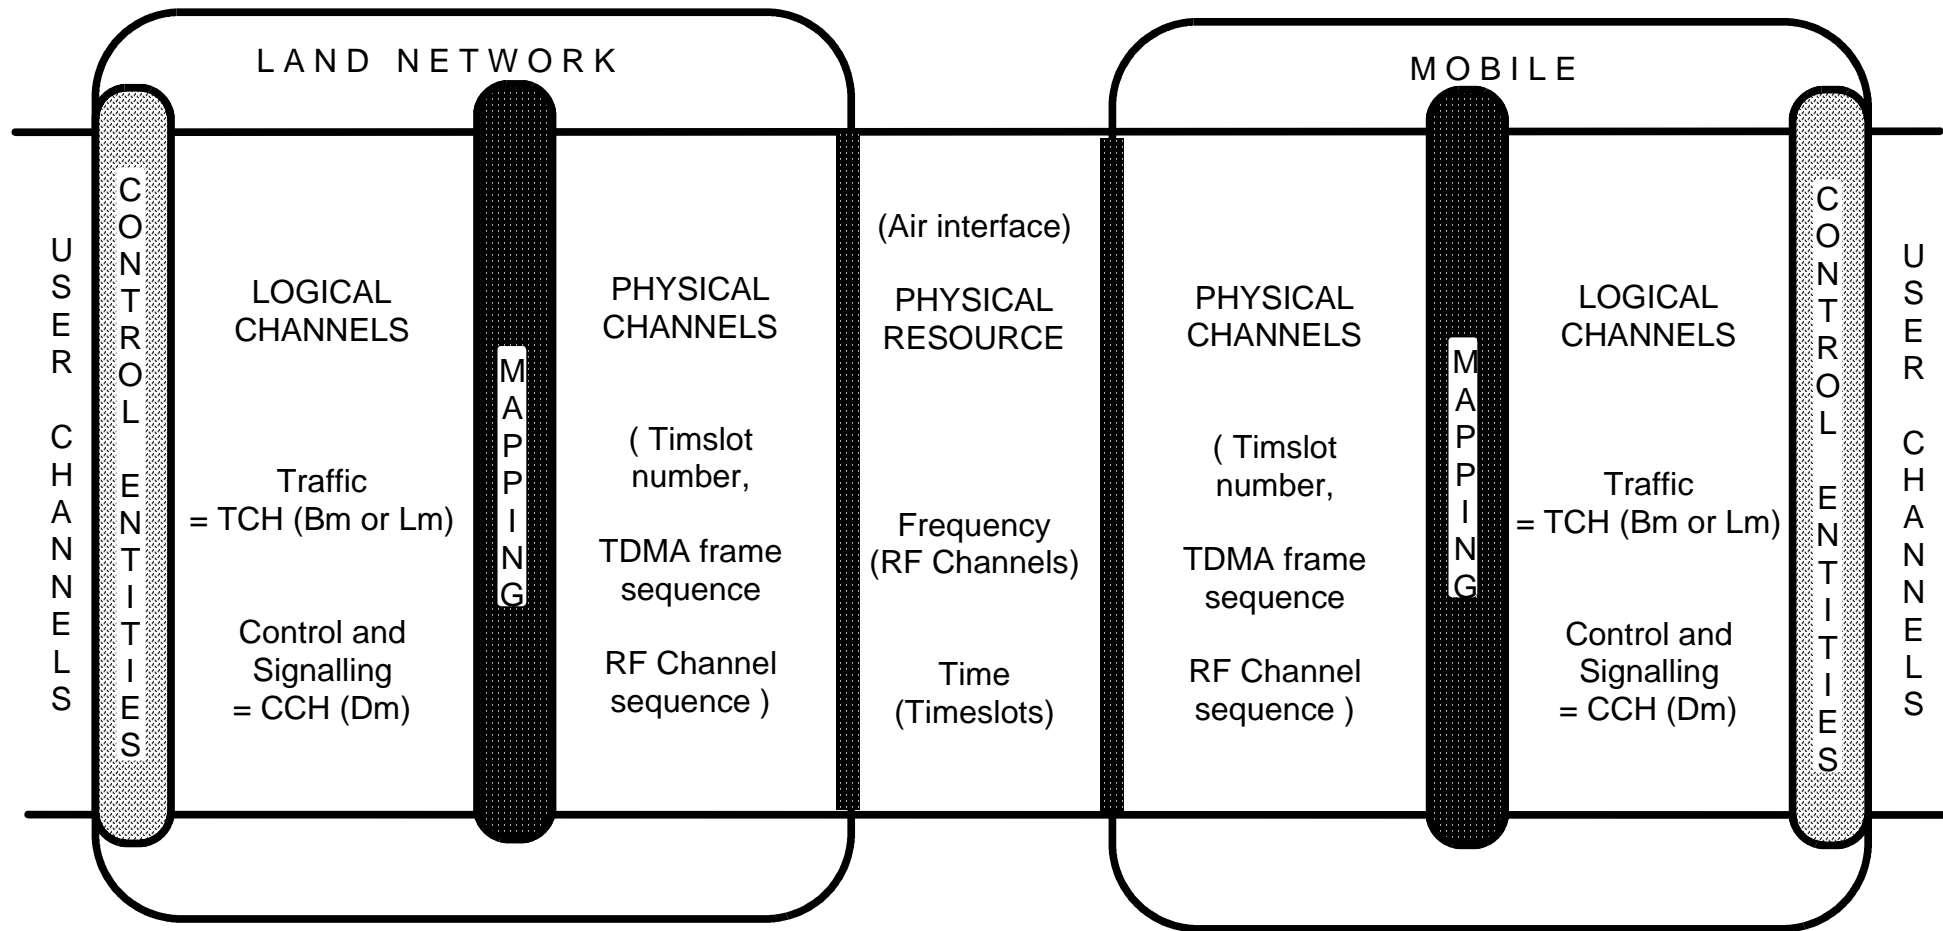 LAND NETWORK
MOBILE
USER CHANNELS
CONTROL ENTITIES
LOGICAL
CHANNELS
Traffic
= TCH (Bm or Lm)
Control and
Signalling
= CCH (Dm)
MAPPING
PHYSICAL
CHANNELS
( Timslot
number,
TDMA frame
sequence
RF Channel
sequence )
(Air interface)
PHYSICAL
RESOURCE
Frequency
(RF Channels)
Time
(Timeslots)
PHYSICAL
CHANNELS
( Timslot
number,
TDMA frame
sequence
RF Channel
sequence )
MAPPING
LOGICAL
CHANNELS
Traffic
= TCH (Bm or Lm)
Control and
Signalling
= CCH (Dm)
CONTROL ENTITIES
USER CHANNELS